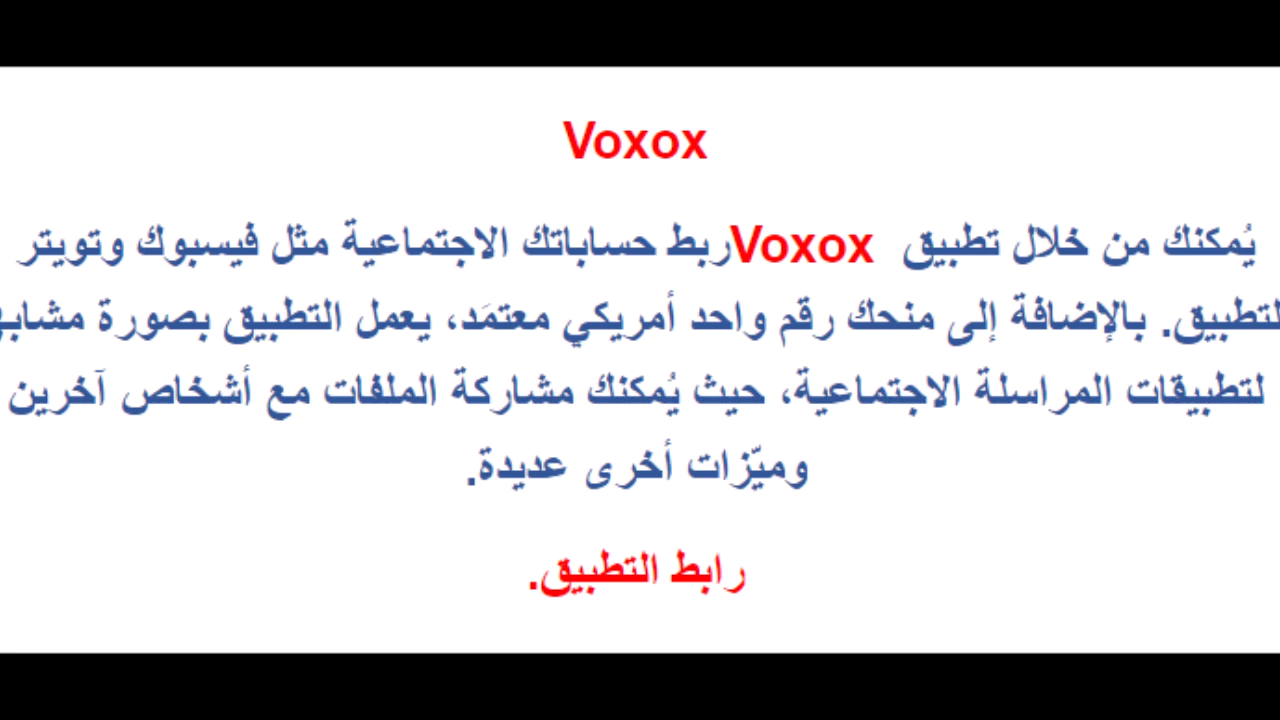 Voxox
يُمكنك من خلال تطبيق Voxox ربط حساباتك الاجتماعية مثل فيسبوك وتويتر
لتطبيق. بالإضافة إلى منحك رقم واحد أمريكي معتمَد، يعمل التطبيق بصورة
لتطبيقات المراسلة الاجتماعية، حيث يُمكنك مشاركة الملفات مع أشخاص آخرين
وميّزات أخرى عديدة.
رابط التطبيق.